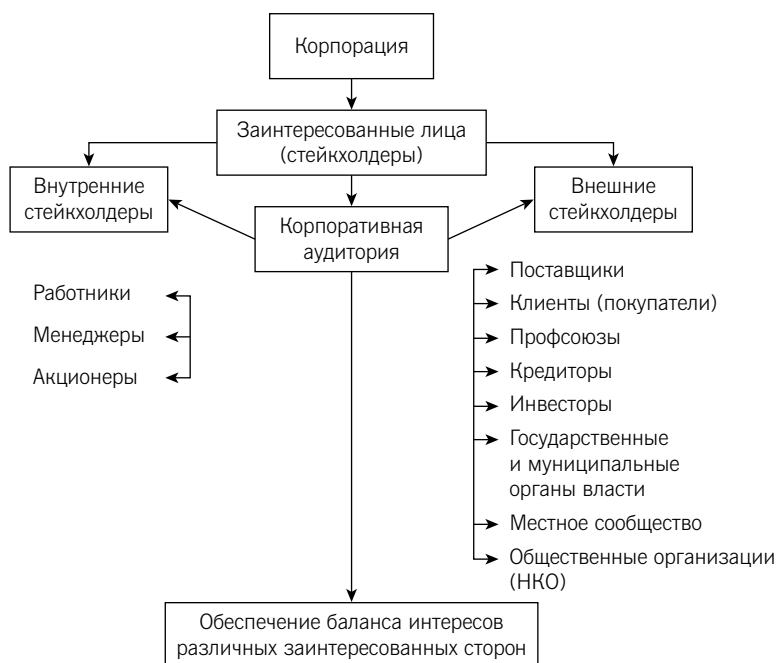 Корпорация
Заинтересованные лица
(стейкхолдеры)
Внутренние
стейкхолдеры
Внешние
стейкхолдеры
Корпоративная
аудитория
Работники
Менеджеры
Акционеры
Поставщики
Клиенты (покупатели)
Профсоюзы
Кредиторы
Инвесторы
Государственные
и муниципальные
органы власти
Местное сообщество
Общественные организации
(НКО)
Обеспечение баланса интересов
различных заинтересованных сторон